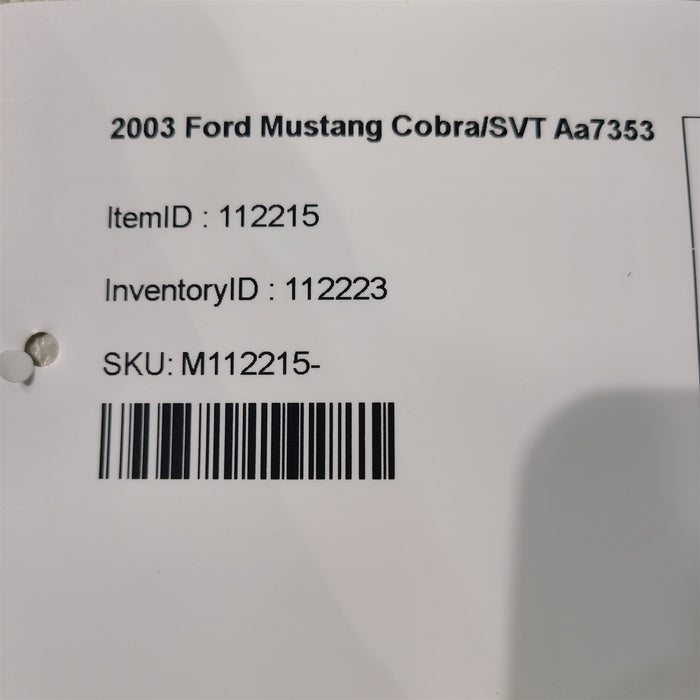 2003 Ford Mustang Cobra/SVT Aa7353
ItemID : 112215
InventoryID : 112223
SKU: M112215-